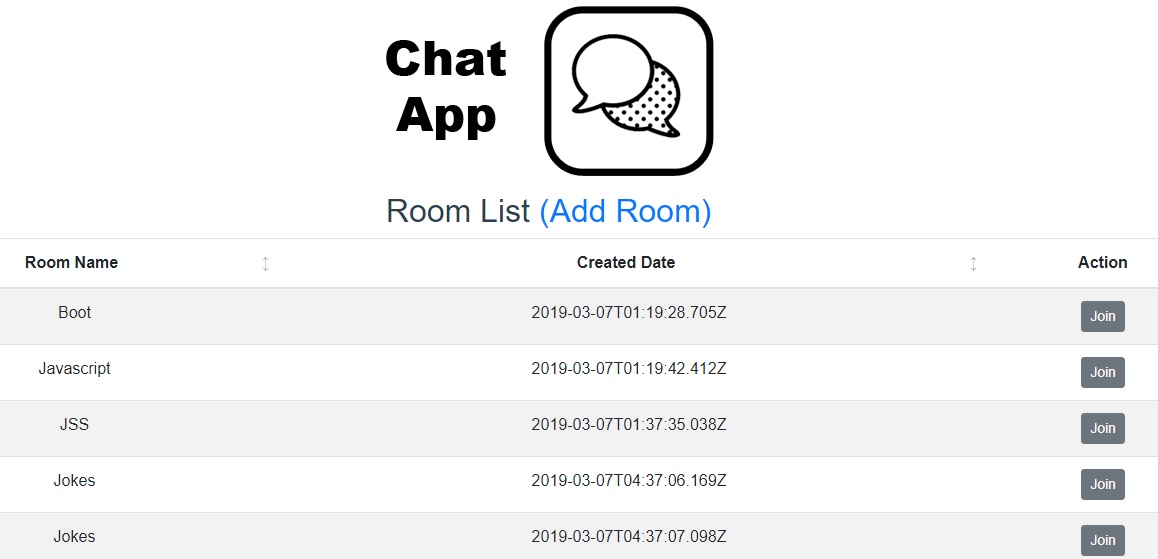 Chat
App
Room List (Add Room)
Room Name Created Date Action
Boot 2019-03-07T01:19:28.705Z Join
Javascript 2019-03-07T01:19:42.412Z Join
JSS 2019-03-07T01:37:35.038Z Join
Jokes 2019-03-07T04:37:06.169Z Join
Jokes 2019-03-07T04:37:07.098Z Join